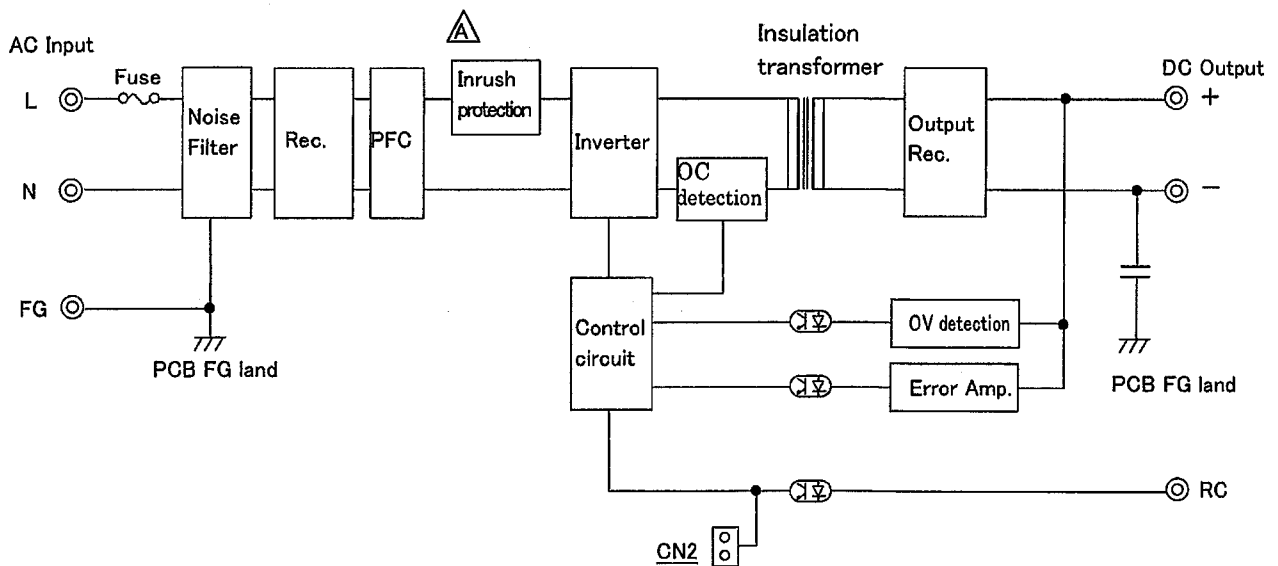 A
AC Input
Insulation
transformer
DC Output
Fuse
L
Noise
Filter
Rec.
PFC
Inrush
protection
Inverter
OC
detection
Output
Rec.
+
N
−
FG
PCB FG land
Control
circuit
OV detection
Error Amp.
PCB FG land
RC
CN2